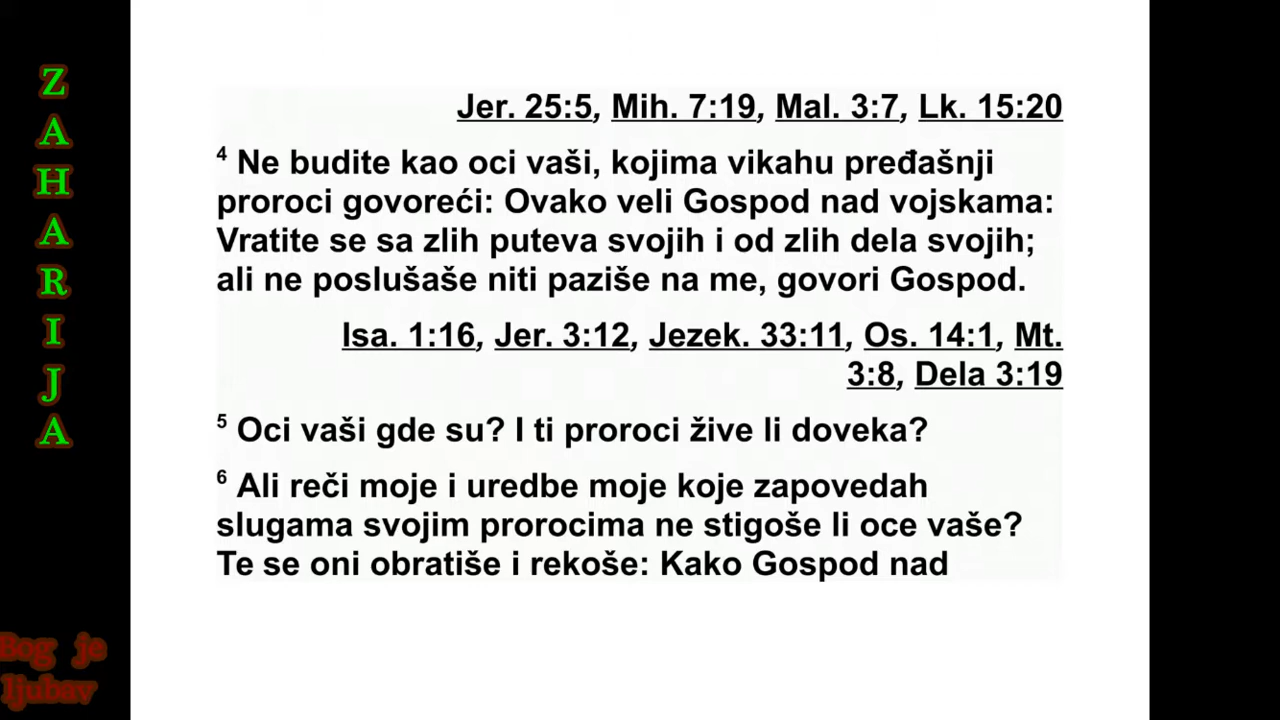 ZAHARIJA
Jer. 25:5, Mih. 7:19, Mal. 3:7, Lk. 15:20
4 Ne budite kao oci vaši, kojima vikahu pređašnji
proroci govoreći: Ovako veli Gospod nad vojskama:
Vratite se sa zlih puteva svojih i od zlih dela svojih;
ali ne poslušaše niti paziše na me, govori Gospod.
Isa. 1:16, Jer. 3:12, Jezek. 33:11, Os. 14:1, Mt.
3:8, Dela 3:19
5 Oci vaši gde su? I ti proroci žive li doveka?
6 Ali reči moje i uredbe moje koje zapovedah
slugama svojim prorocima ne stigoše li oce vaše?
Te se oni obratiše i rekoše: Kako Gospod nad
Bog je
ljubav